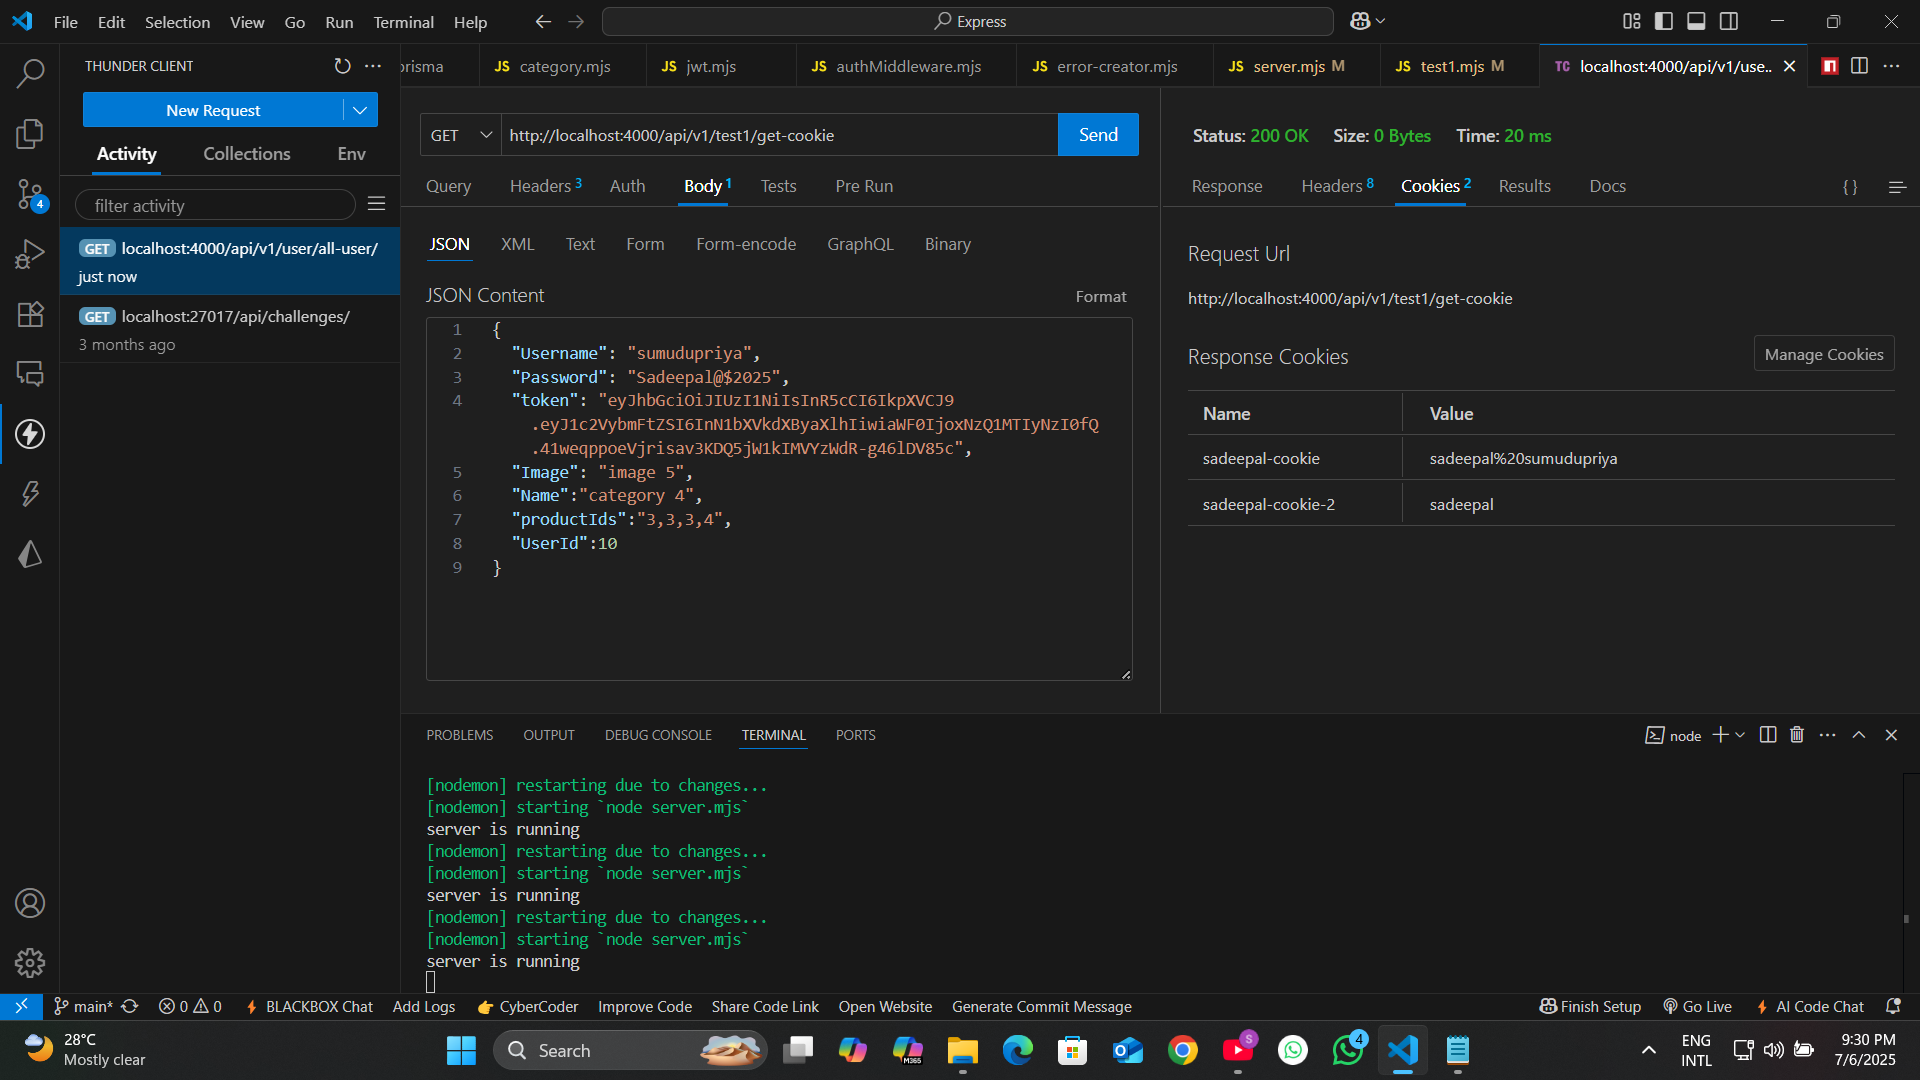 File Edit Selection View Go Run Terminal Help
Express
THUNDER CLIENT
New Request
Activity Collections Env
filter activity
GET localhost:4000/api/v1/user/all-user/
just now
GET localhost:27017/api/challenges/
3 months ago
4
orisma
JS category.mjs
JS jwt.mjs
JS authMiddleware.mjs
JS error-creator.mjs
JS server.mjs M
JS test1.mjs M
TC localhost:4000/api/v1/use..
GET http://localhost:4000/api/v1/test1/get-cookie Send
Query Headers 3 Auth Body 1 Tests Pre Run
JSON XML Text Form Form-encode GraphQL Binary
JSON Content Format
1 {
2 "Username": "sumudupriya",
3 "Password": "Sadeepal@$2025",
4 "token": "eyJhbGciOiJIUzI1NiIsInR5cCI6IkpXVCJ9
.eyJ1c2VybmFtZSI6InN1bXVkdXByaXlhIiwiaWF0IjoxNzQ1MTIyNzI0fQ
.41weqppoeVjrisav3KDQ5jW1kIMVYzWdR-g46lDV85c",
5 "Image": "image 5",
6 "Name":"category 4",
7 "productIds":"3,3,3,4",
8 "UserId":10
9 }
Status: 200 OK Size: 0 Bytes Time: 20 ms
Response Headers 8 Cookies 2 Results Docs { }
Request Url
http://localhost:4000/api/v1/test1/get-cookie
Response Cookies Manage Cookies
Name Value
sadeepal-cookie sadeepal%20sumudupriya
sadeepal-cookie-2 sadeepal
PROBLEMS OUTPUT DEBUG CONSOLE TERMINAL PORTS
node
[nodemon] restarting due to changes...
[nodemon] starting `node server.mjs`
server is running
[nodemon] restarting due to changes...
[nodemon] starting `node server.mjs`
server is running
[nodemon] restarting due to changes...
[nodemon] starting `node server.mjs`
server is running
main* 0 0 BLACKBOX Chat Add Logs CyberCoder Improve Code Share Code Link Open Website Generate Commit Message Finish Setup Go Live AI Code Chat
28°C
Mostly clear
Search
M365
S
4
ENG
INTL
9:30 PM
7/6/2025